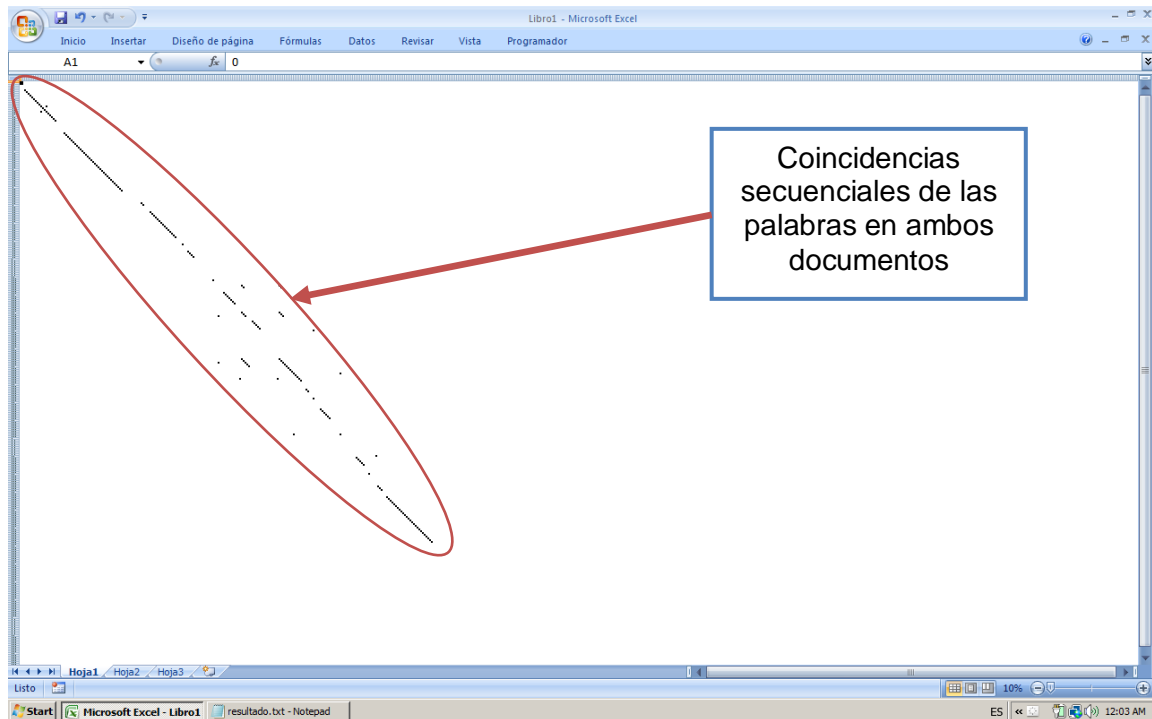 Libro1 - Microsoft Excel
Inicio Insertar Diseño de página Fórmulas Datos Revisar Vista Programador
A1 fx 0
Coincidencias
secuenciales de las
palabras en ambos
documentos
Hoja1 Hoja2 Hoja3
Listo 10%
Start Microsoft Excel - Libro1 resultado.txt - Notepad ES « 12:03 AM